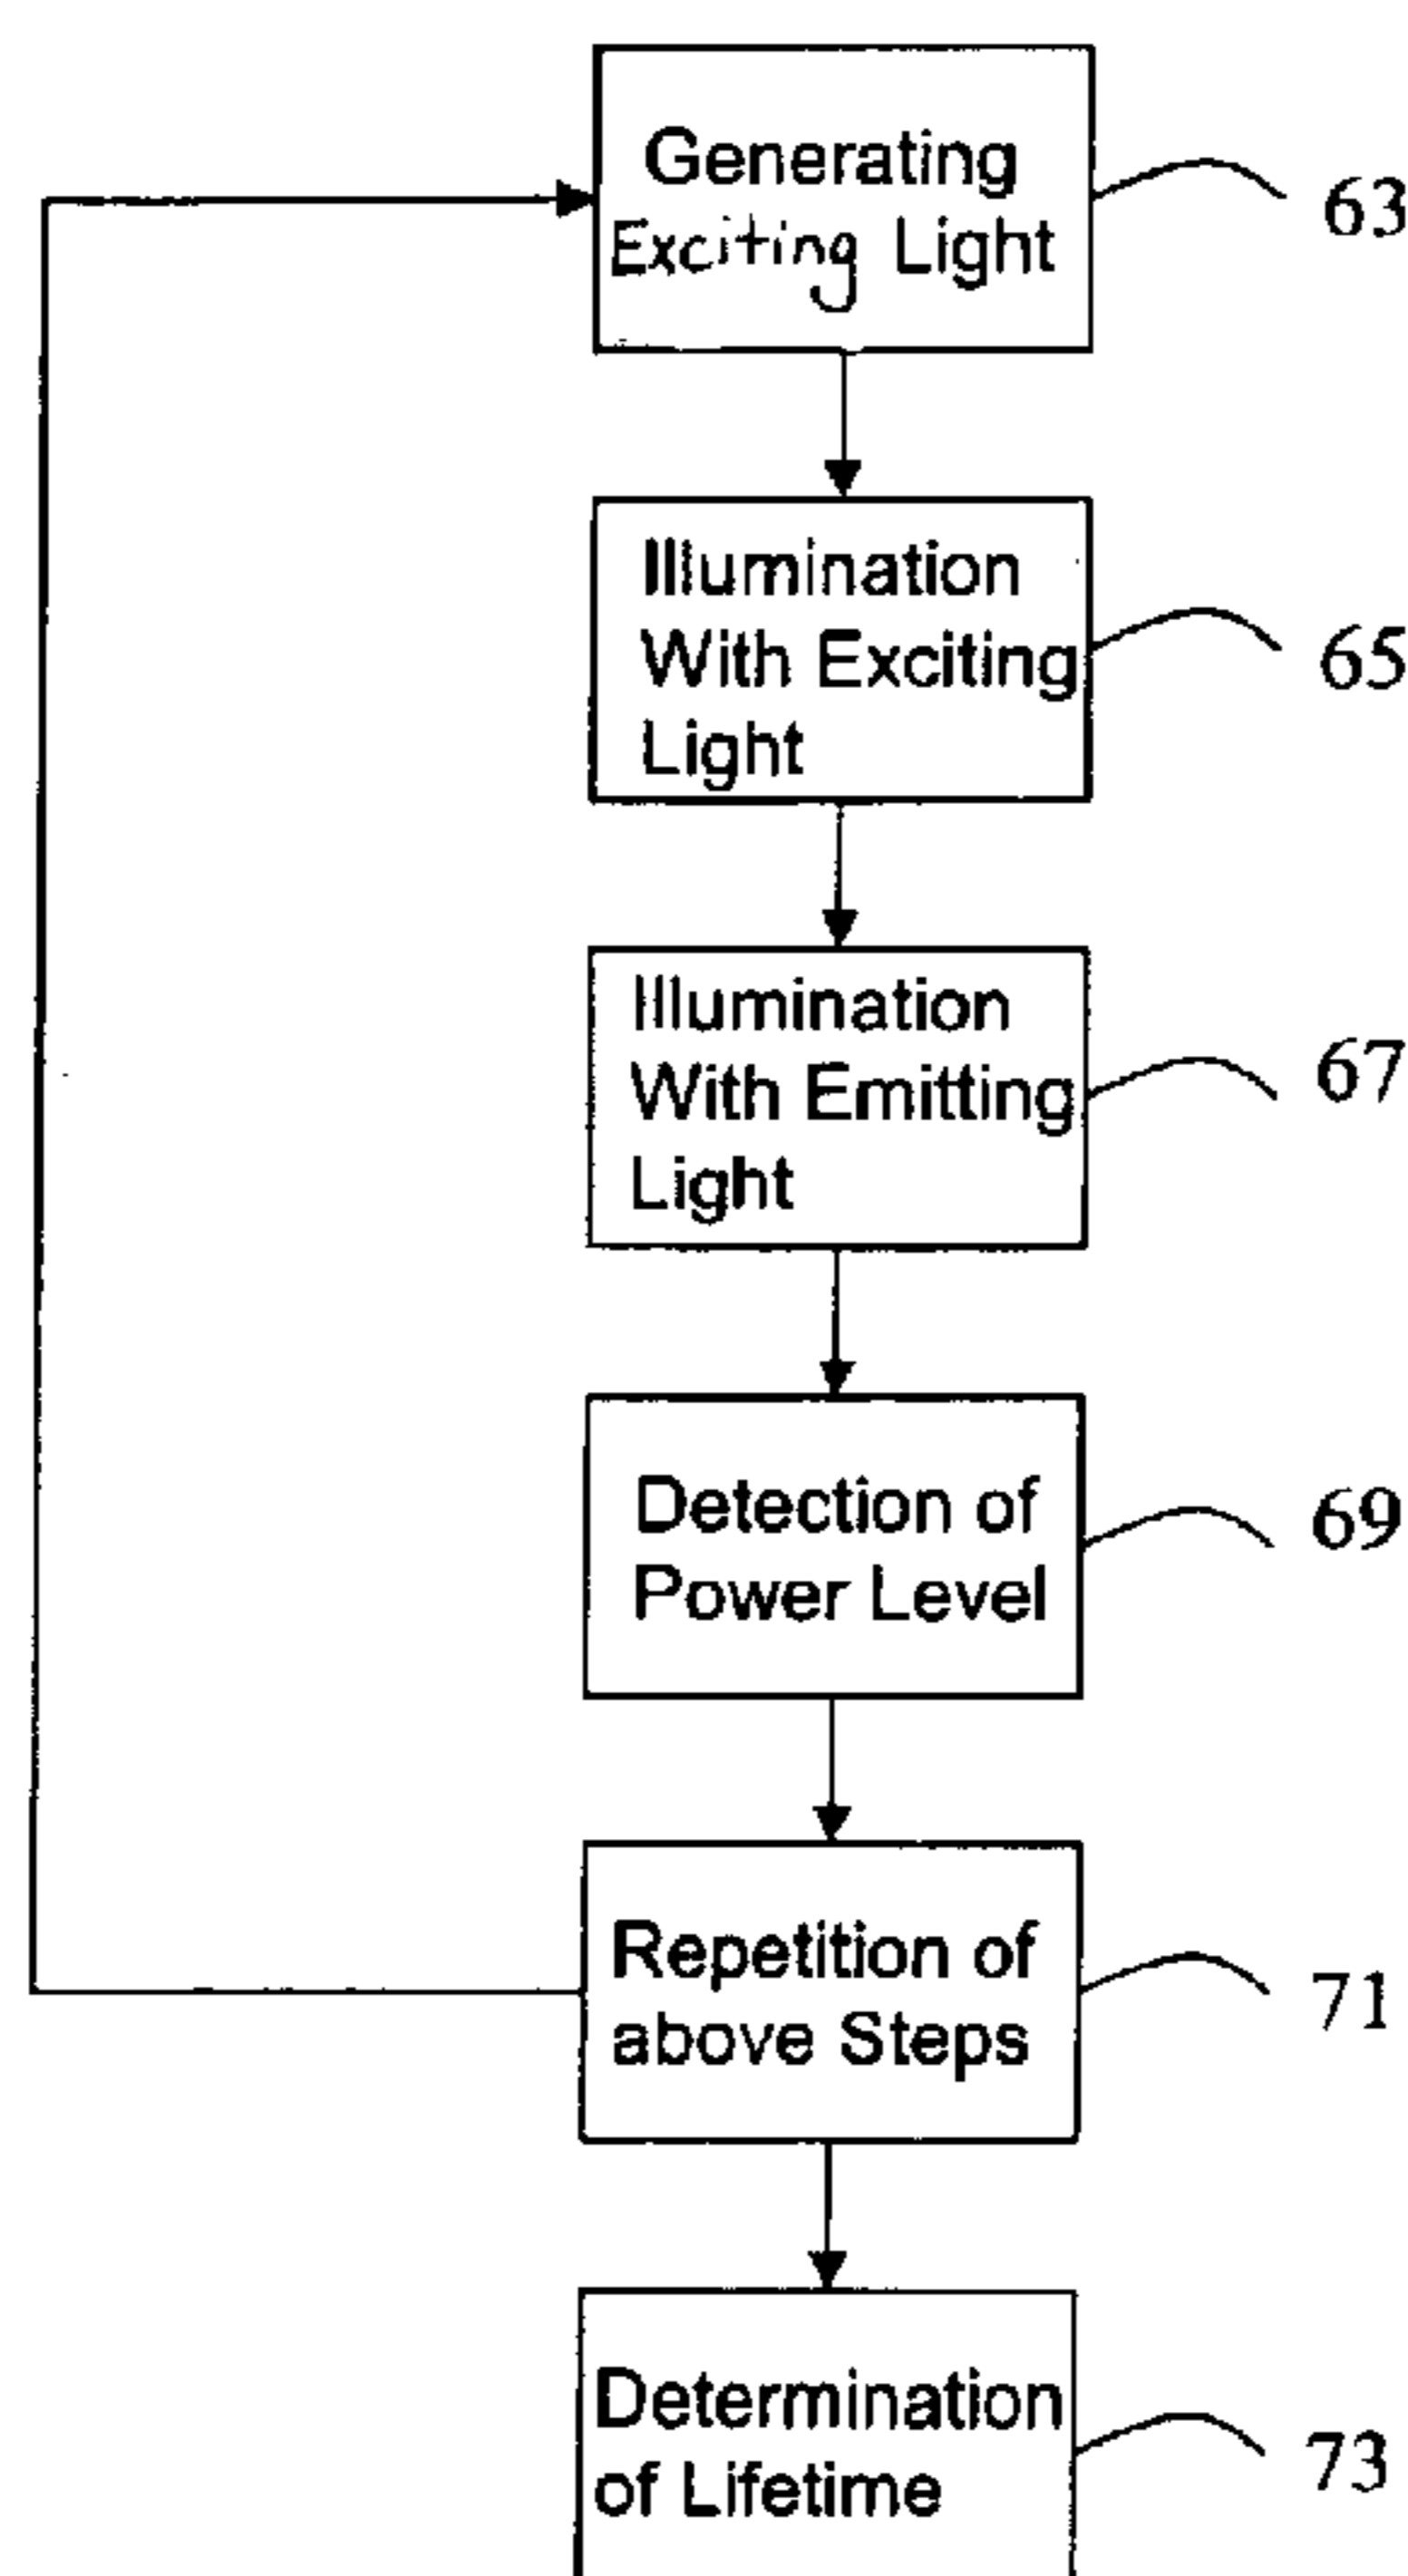 Generating
Exciting Light
63
Illumination
With Exciting
Light
65
Illumination
With Emitting
Light
67
Detection of
Power Level
69
Repetition of
above Steps
71
Determination
of Lifetime
73